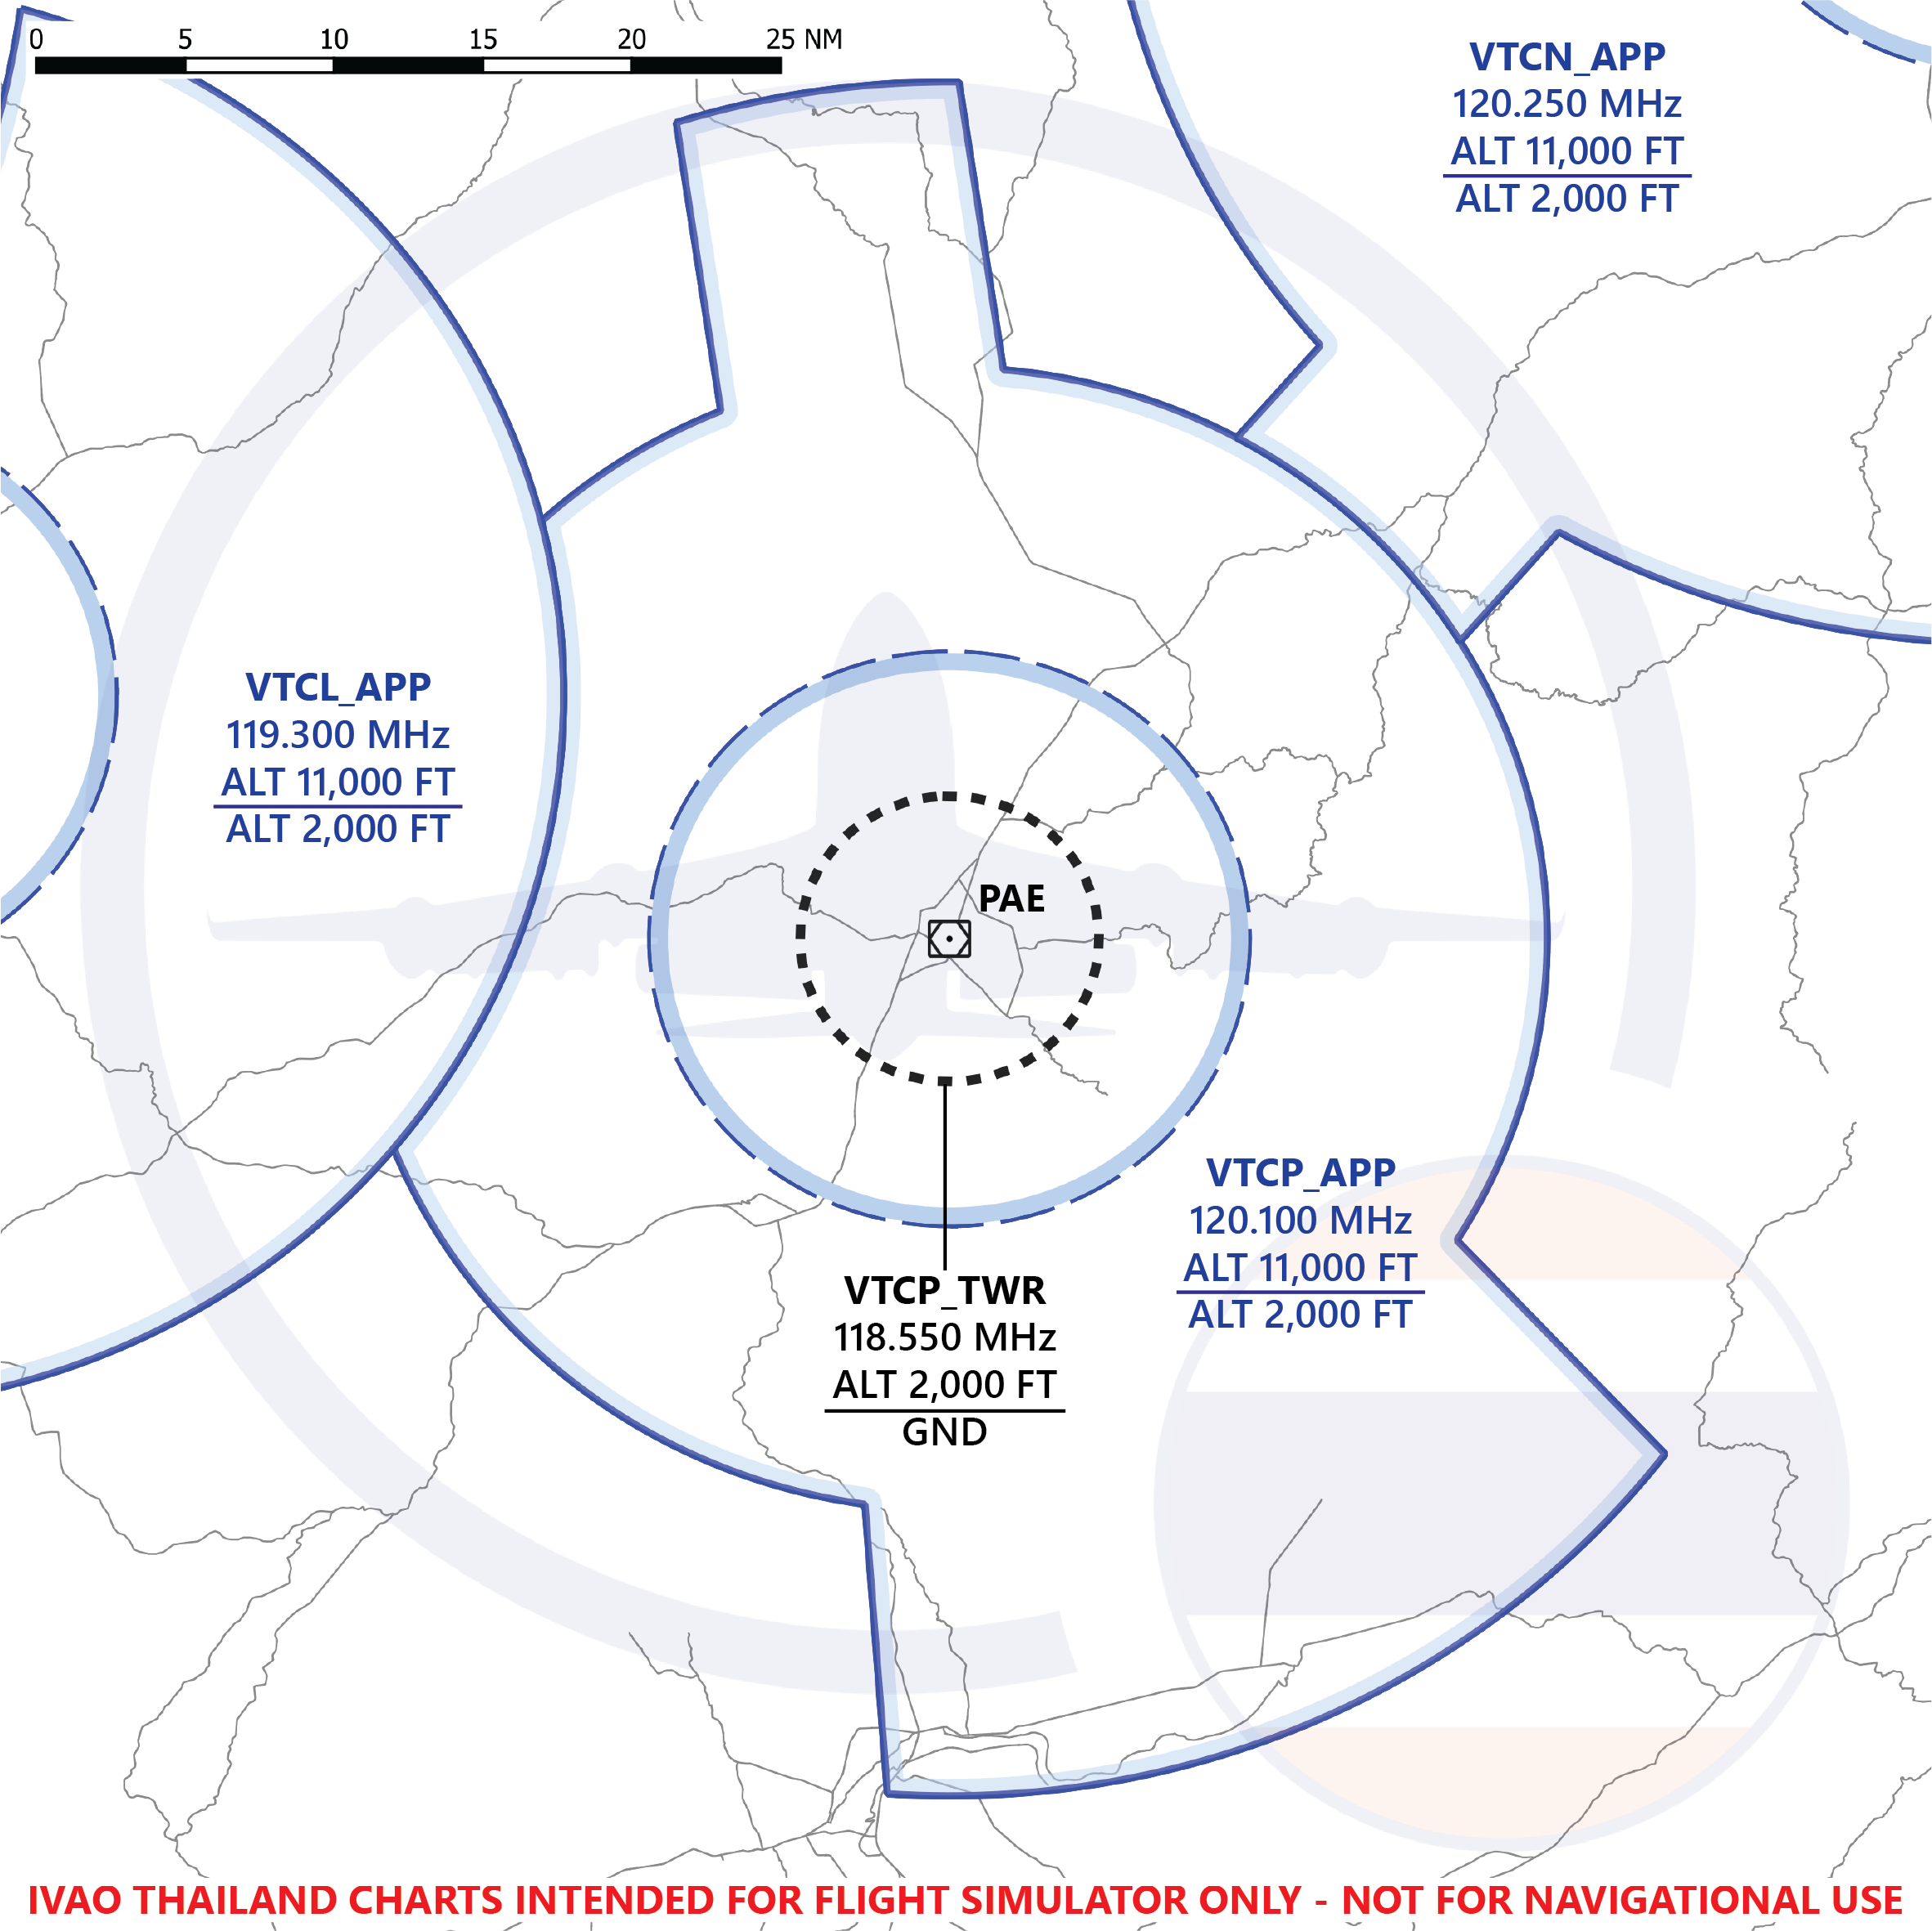 0 5 10 15 20 25 NM
VTCN_APP
120.250 MHz
ALT 11,000 FT
ALT 2,000 FT
VTCL_APP
119.300 MHz
ALT 11,000 FT
ALT 2,000 FT
PAE
VTCP_APP
120.100 MHz
ALT 11,000 FT
ALT 2,000 FT
VTCP_TWR
118.550 MHz
ALT 2,000 FT
GND
IVAO THAILAND CHARTS INTENDED FOR FLIGHT SIMULATOR ONLY - NOT FOR NAVIGATIONAL USE